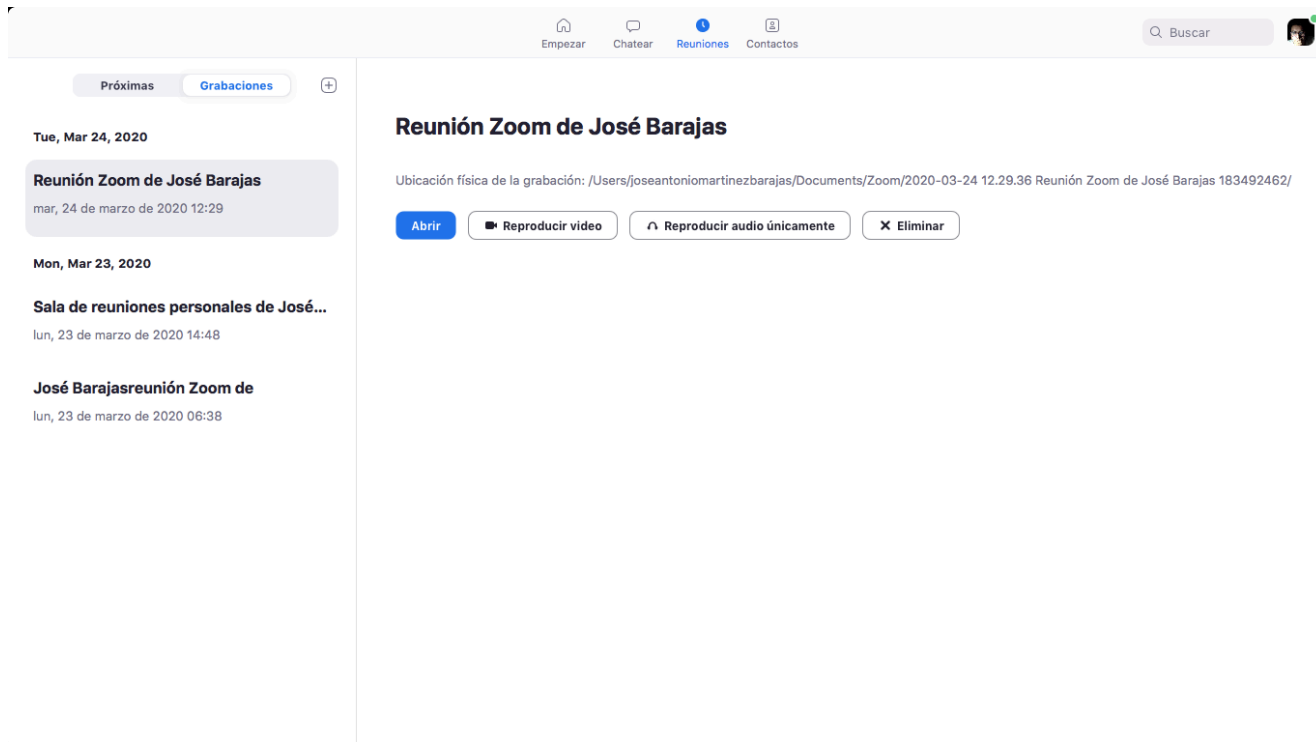 Empezar Chatear Reuniones Contactos
Buscar
Próximas Grabaciones
Tue, Mar 24, 2020
Reunión Zoom de José Barajas
mar, 24 de marzo de 2020 12:29
Mon, Mar 23, 2020
Sala de reuniones personales de José...
lun, 23 de marzo de 2020 14:48
José Barajasreunión Zoom de
lun, 23 de marzo de 2020 06:38
Reunión Zoom de José Barajas
Ubicación física de la grabación: /Users/joseantoniomartinezbarajas/Documents/Zoom/2020-03-24 12.29.36 Reunión Zoom de José Barajas 183492462/
Abrir Reproducir video Reproducir audio únicamente Eliminar